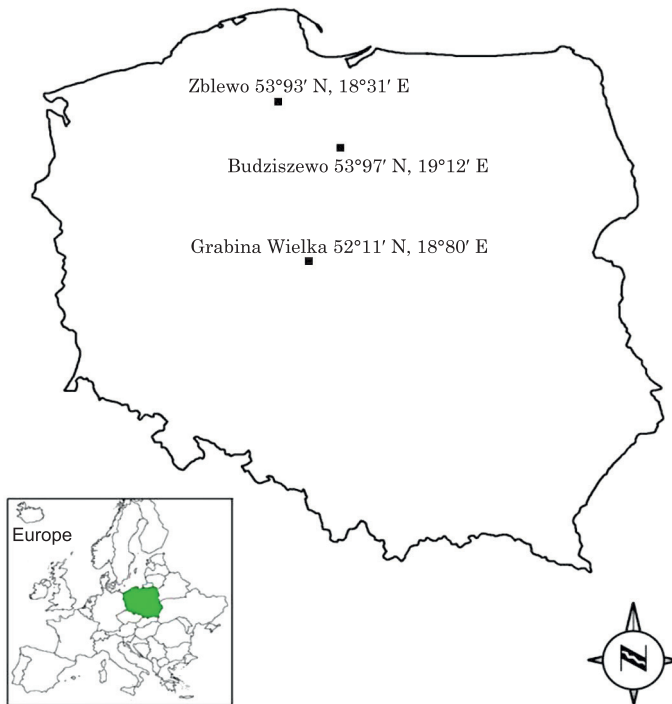 Zblewo 53°93′ N, 18°31′ E
Budziszewo 53°97′ N, 19°12′ E
Grabina Wielka 52°11′ N, 18°80′ E
Europe
N